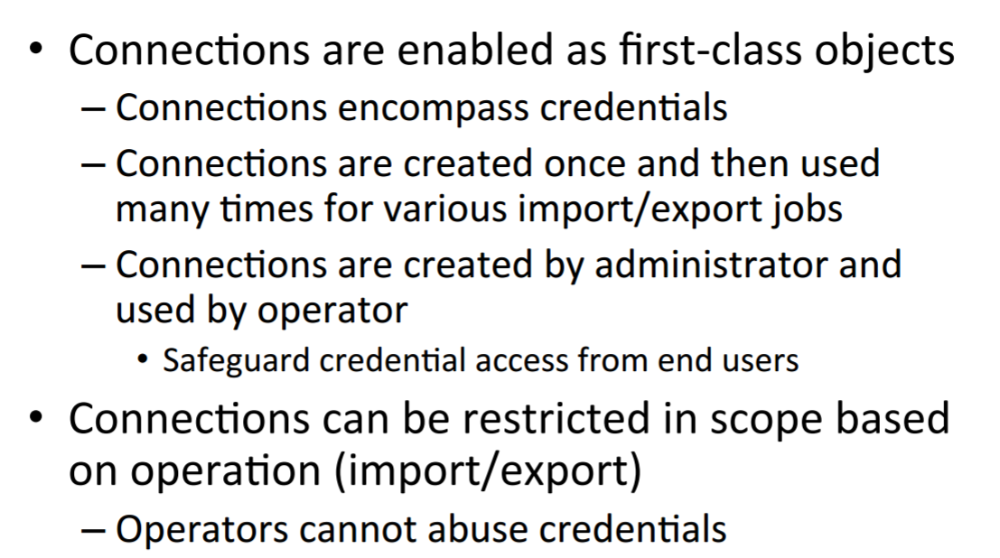 • Connections are enabled as first-class objects
– Connections encompass credentials
– Connections are created once and then used
many times for various import/export jobs
– Connections are created by administrator and
used by operator
• Safeguard credential access from end users
• Connections can be restricted in scope based
on operation (import/export)
– Operators cannot abuse credentials